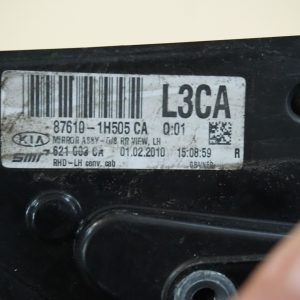 L3CA
87610-1H505 CA Q:01
KIA MIRROR ASSY-O/S RR VIEW, LH
smr 821 003 CA 01.02.2010 15:08:59 R
RHD-LH conv. cab